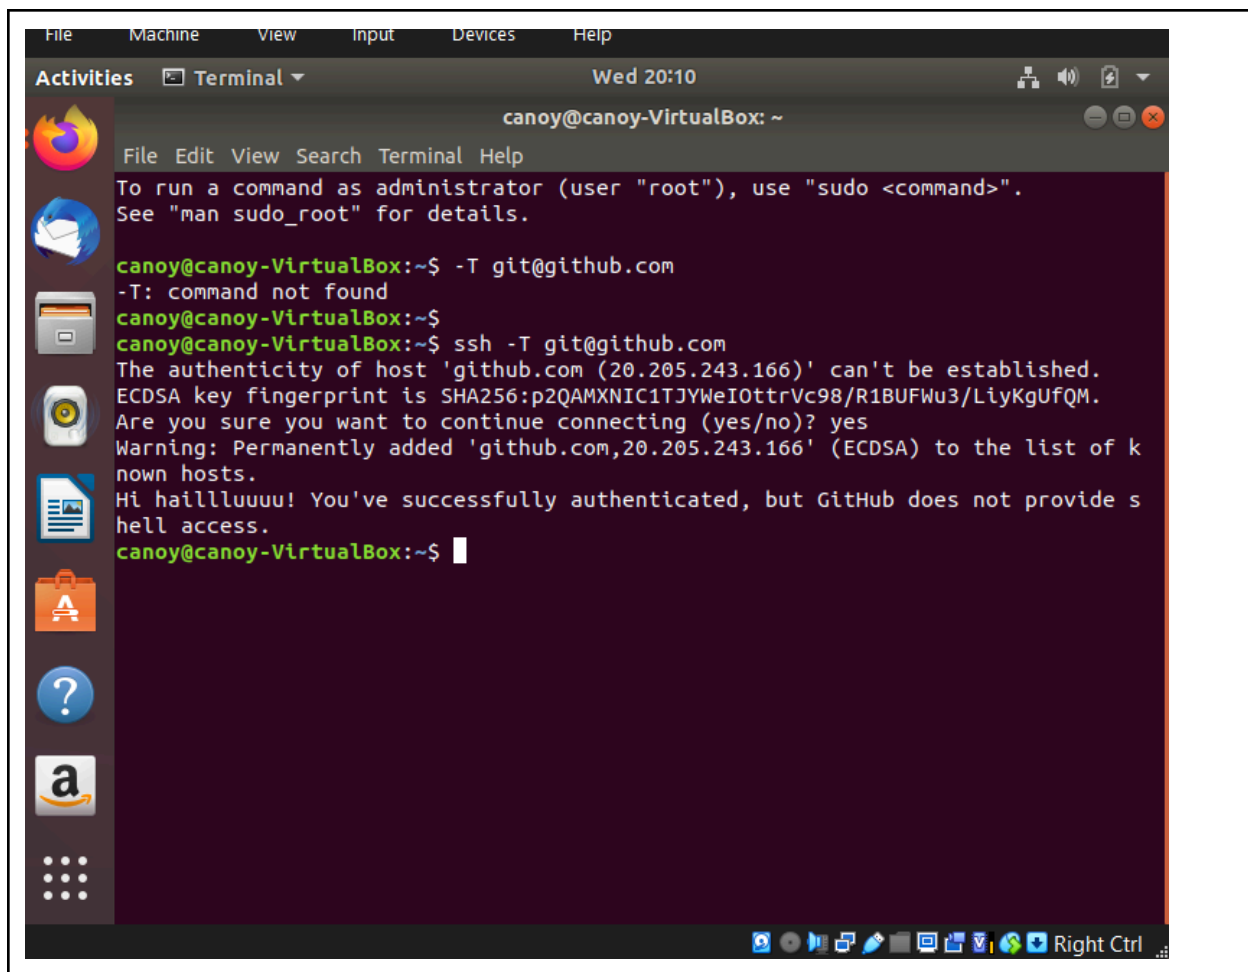 File Machine View Input Devices Help
Activities Terminal Wed 20:10
canoy@canoy-VirtualBox: ~
File Edit View Search Terminal Help
To run a command as administrator (user "root"), use "sudo <command>".
See "man sudo_root" for details.
canoy@canoy-VirtualBox:~$ -T git@github.com
-T: command not found
canoy@canoy-VirtualBox:~$
canoy@canoy-VirtualBox:~$ ssh -T git@github.com
The authenticity of host 'github.com (20.205.243.166)' can't be established.
ECDSA key fingerprint is SHA256:p2QAMXNIC1TJYWeIOttrVc98/R1BUFWu3/LiyKgUfQM.
Are you sure you want to continue connecting (yes/no)? yes
Warning: Permanently added 'github.com,20.205.243.166' (ECDSA) to the list of k
nown hosts.
Hi haillluuuu! You've successfully authenticated, but GitHub does not provide s
hell access.
canoy@canoy-VirtualBox:~$
Right Ctrl